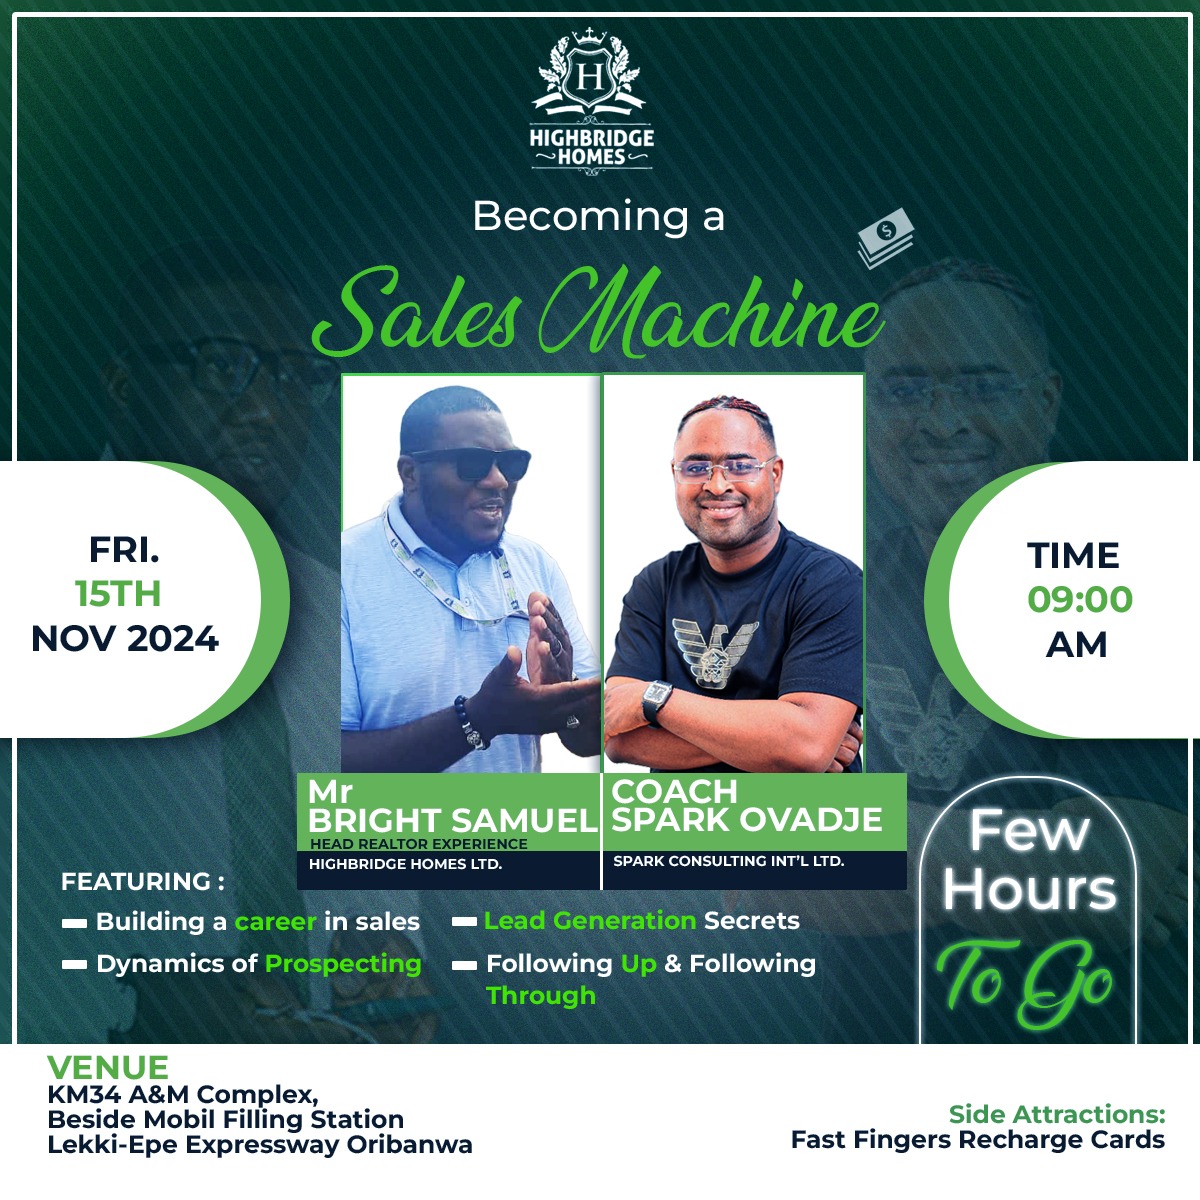 H
HIGHBRIDGE
HOMES
Becoming a
$
Sales Machine
FRI.
15TH
NOV 2024
TIME
09:00
AM
Mr
BRIGHT SAMUEL
HEAD REALTOR EXPERIENCE
HIGHBRIDGE HOMES LTD.
COACH
SPARK OVADJE
SPARK CONSULTING INT'L LTD.
Few
Hours
To Go
FEATURING :
Building a career in sales
Dynamics of Prospecting
Lead Generation Secrets
Following Up & Following
Through
VENUE
KM34 A&M Complex,
Beside Mobil Filling Station
Lekki-Epe Expressway Oribanwa
Side Attractions:
Fast Fingers Recharge Cards